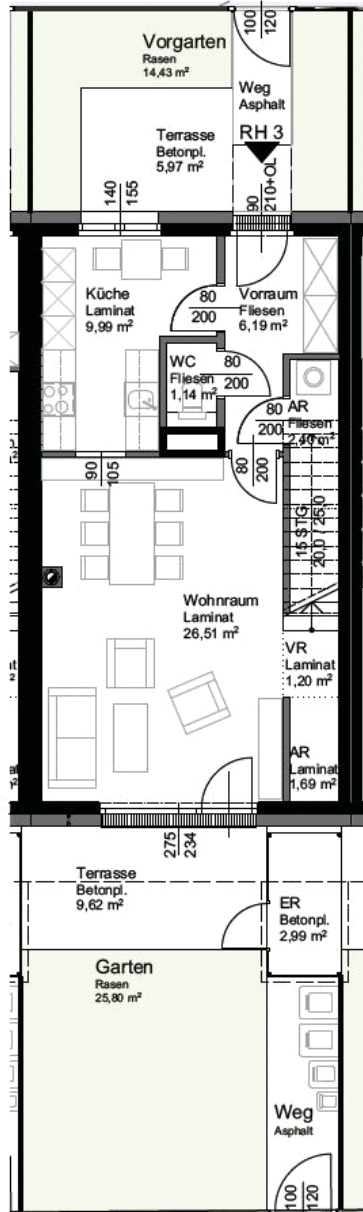 100
120
Vorgarten
Rasen
14,43 m²
Weg
Asphalt
Terrasse
Betonpl.
5,97 m²
RH 3
140
155
90
210+OL
Küche
Laminat
9,99 m²
80
200
Vorraum
Fliesen
6,19 m²
WC
Fliesen
1,14 m²
80
200
80
200
AR
Fliesen
2,40 m²
90
105
80
200
15 STG
20,0 / 25,0
Wohnraum
Laminat
26,51 m²
VR
Laminat
1,20 m²
AR
Laminat
1,69 m²
275
234
Terrasse
Betonpl.
9,62 m²
ER
Betonpl.
2,99 m²
Garten
Rasen
25,80 m²
Weg
Asphalt
100
120